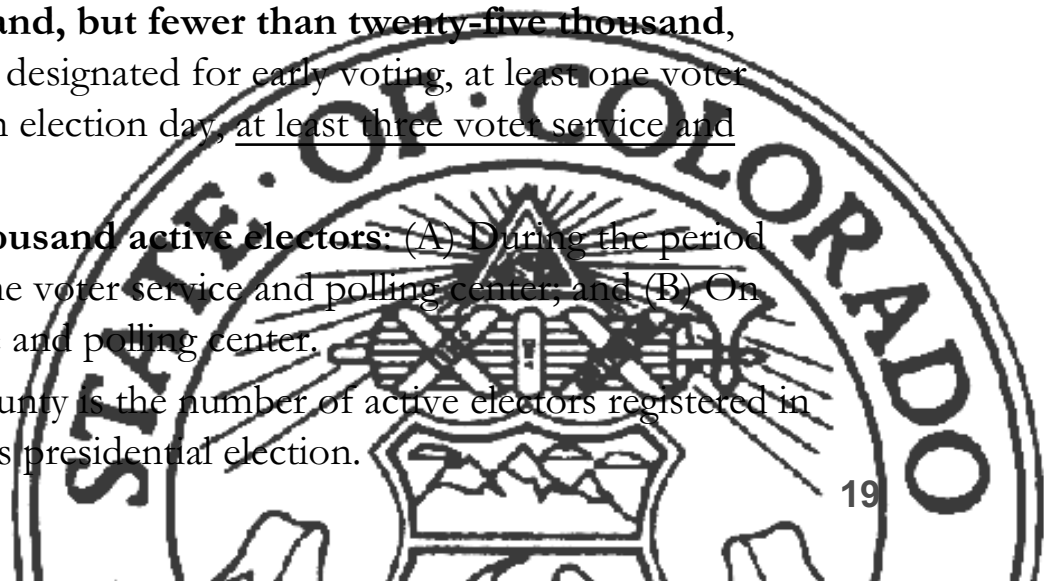 and, but fewer than twenty-five thousand,
designated for early voting, at least one voter
n election day, at least three voter service and
ousand active electors: (A) During the period
ne voter service and polling center; and (B) On
and polling center.
unty is the number of active electors registered in
s presidential election.
19
STATE · OF · COLORADO